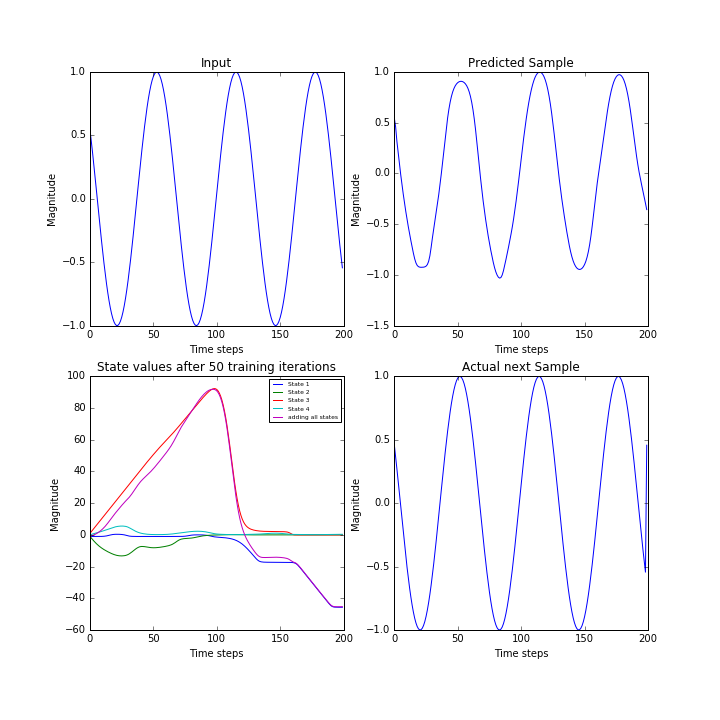 Input
Magnitude
1.0
0.5
0.0
−0.5
−1.0
0 50 100 150 200
Time steps
Predicted Sample
Magnitude
1.0
0.5
0.0
−0.5
−1.0
−1.5
0 50 100 150 200
Time steps
State values after 50 training iterations
Magnitude
100
80
60
40
20
0
−20
−40
−60
0 50 100 150 200
Time steps
State 1
State 2
State 3
State 4
adding all states
Actual next Sample
Magnitude
1.0
0.5
0.0
−0.5
−1.0
0 50 100 150 200
Time steps